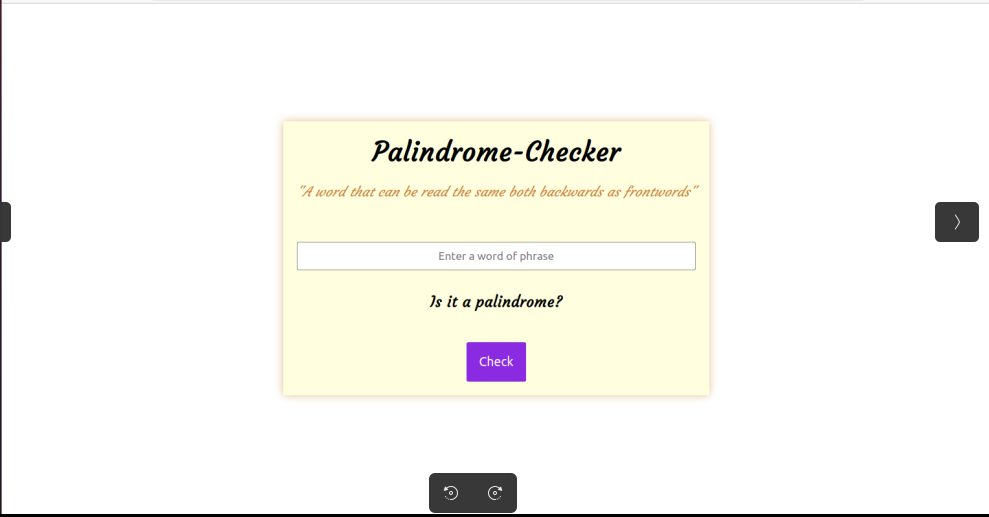 Palindrome-Checker
"A word that can be read the same both backwards as frontwords"
Enter a word of phrase
Is it a palindrome?
Check